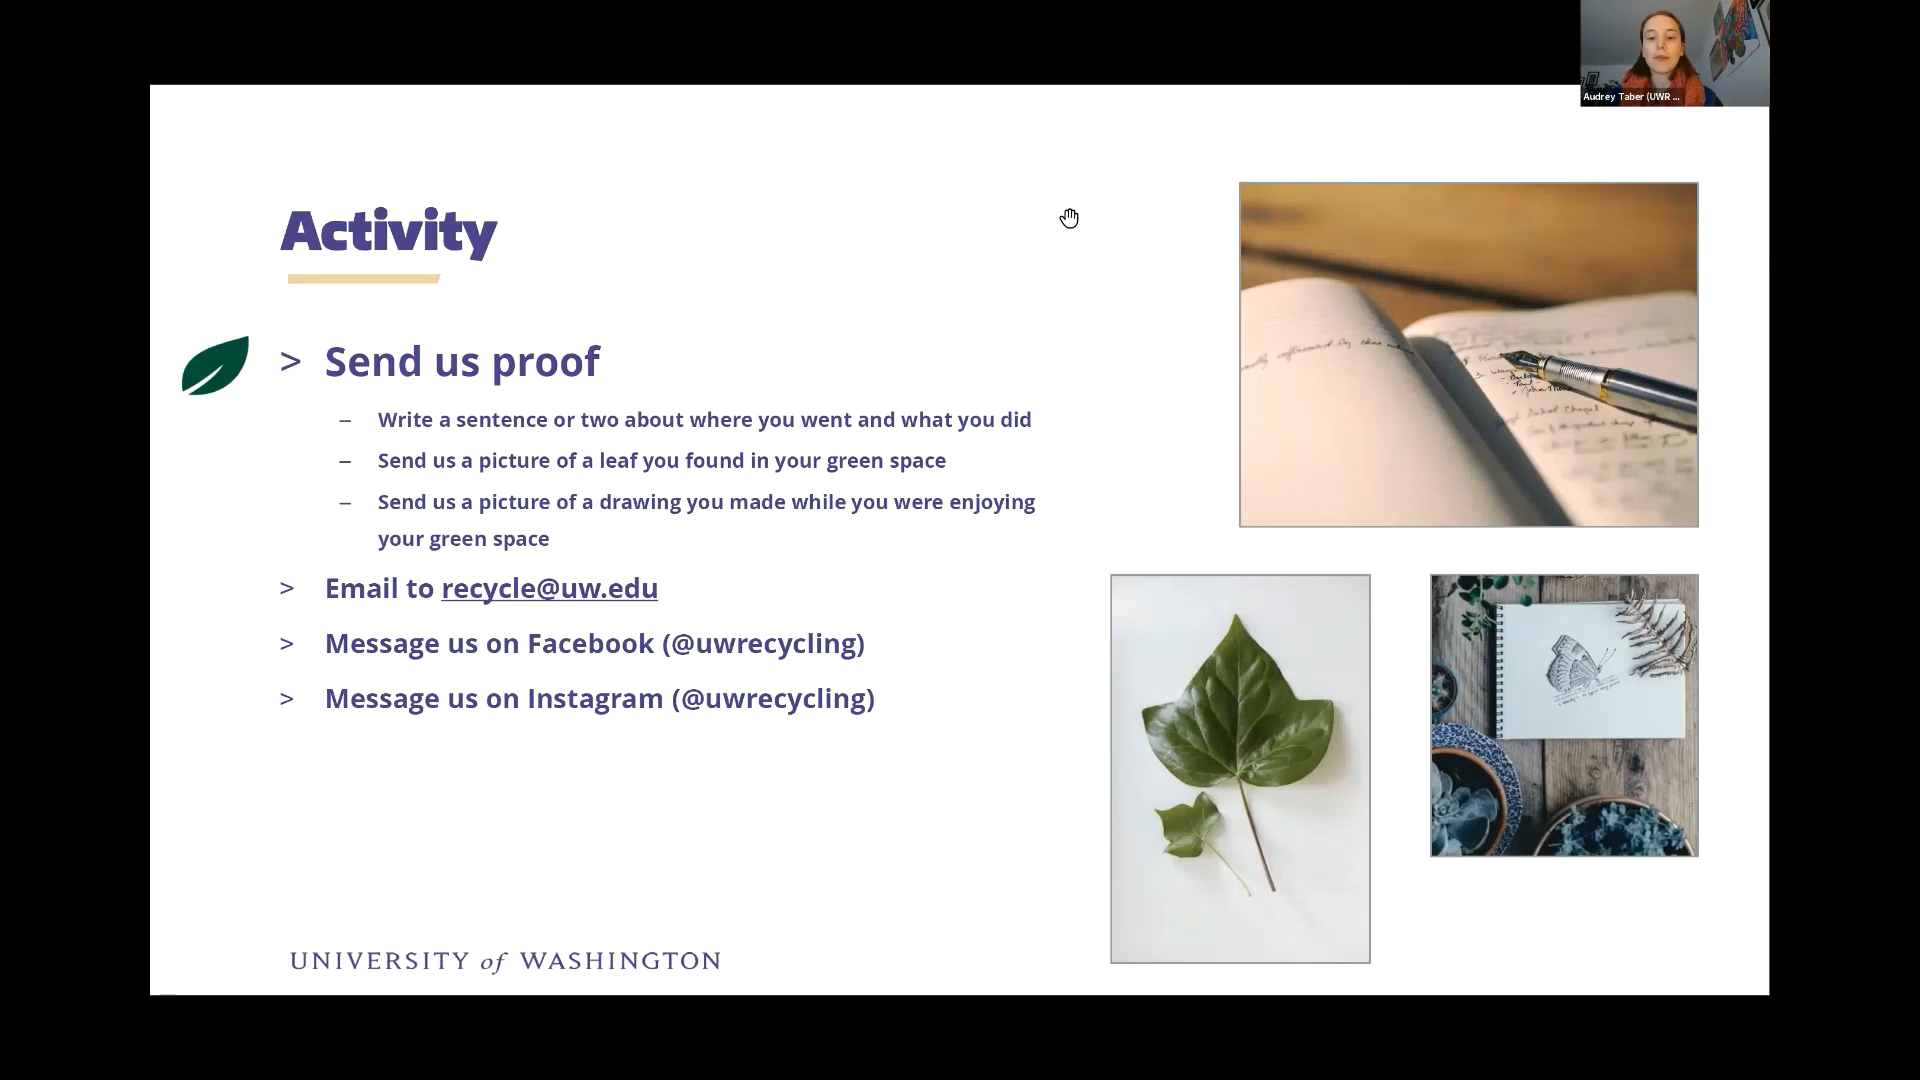 Audrey Taber (UWR ...
Activity
> Send us proof
– Write a sentence or two about where you went and what you did
– Send us a picture of a leaf you found in your green space
– Send us a picture of a drawing you made while you were enjoying
your green space
> Email to recycle@uw.edu
> Message us on Facebook (@uwrecycling)
> Message us on Instagram (@uwrecycling)
UNIVERSITY of WASHINGTON